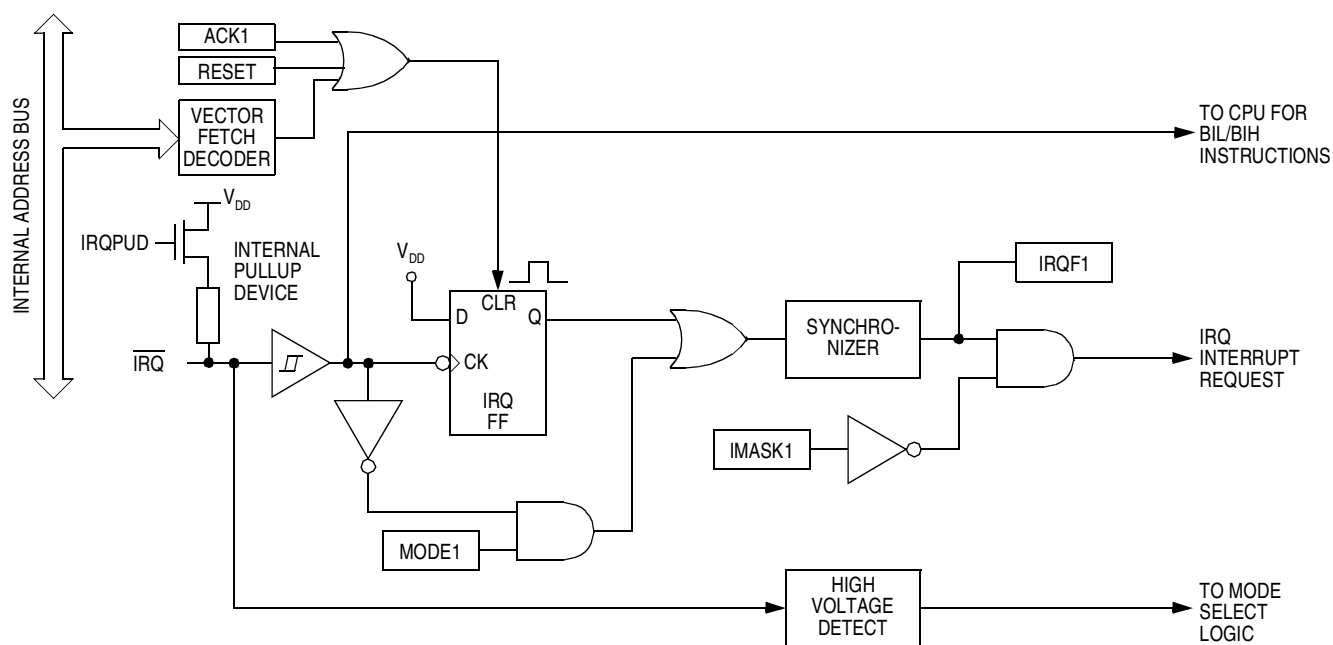 INTERNAL ADDRESS BUS
ACK1
RESET
VECTOR
FETCH
DECODER
TO CPU FOR
BIL/BIH
INSTRUCTIONS
VDD
IRQPUD
INTERNAL
PULLUP
DEVICE
VDD
CLR
D
Q
CK
IRQ
FF
IRQ
SYNCHRO-
NIZER
IRQF1
IRQ
INTERRUPT
REQUEST
IMASK1
MODE1
HIGH
VOLTAGE
DETECT
TO MODE
SELECT
LOGIC